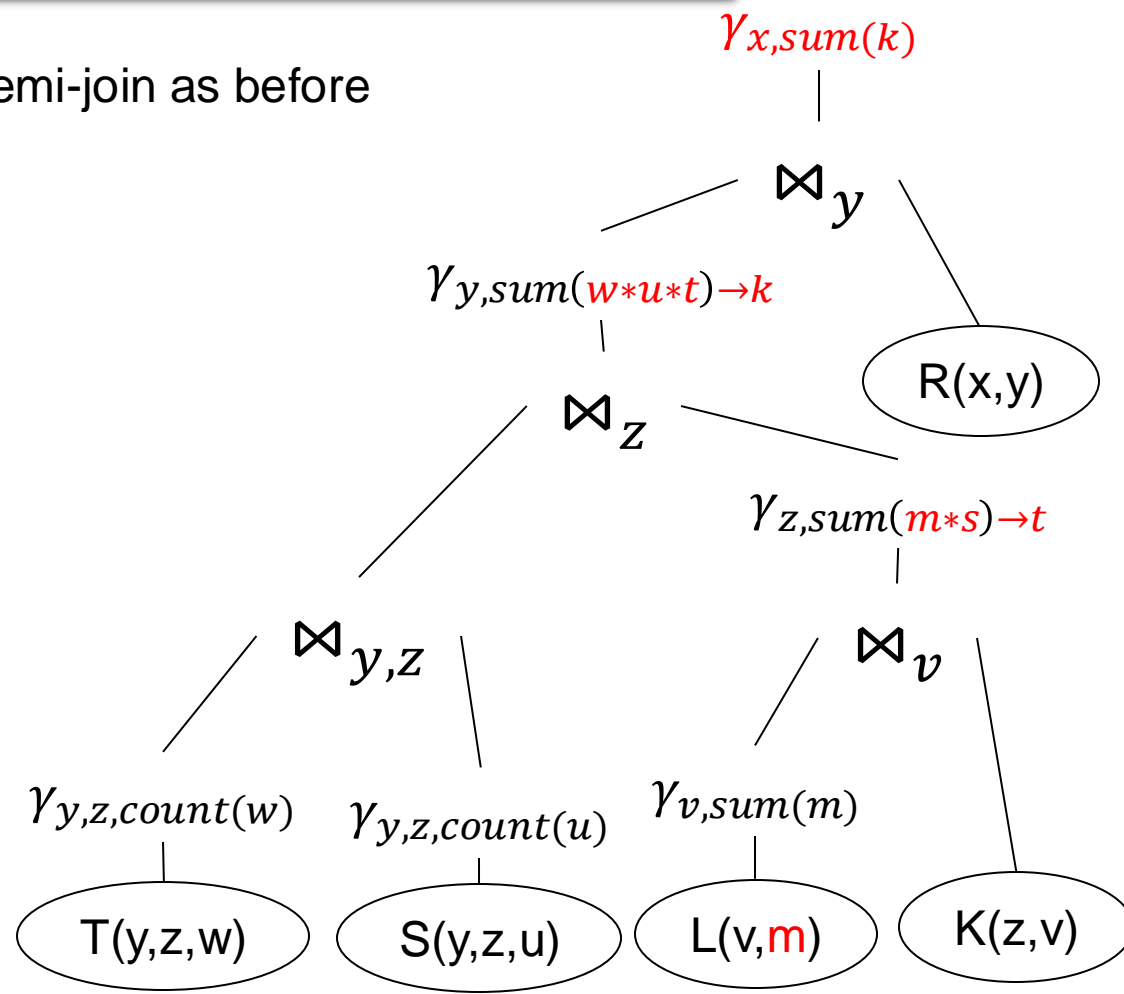 γx,sum(k)
emi-join as before
⋈y
γy,sum(w∗u∗t)→k
R(x,y)
⋈z
γz,sum(m∗s)→t
⋈y,z
⋈v
γy,z,count(w)
γy,z,count(u)
γv,sum(m)
T(y,z,w)
S(y,z,u)
L(v,m)
K(z,v)